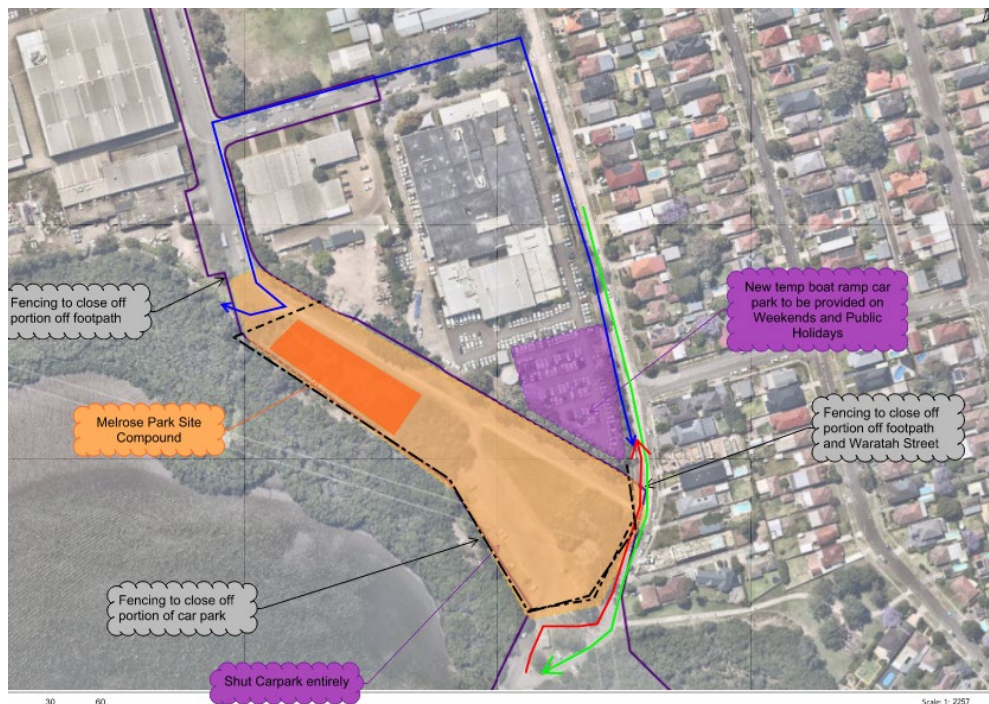 New temp boat ramp car
park to be provided on
Weekends and Public
Holidays
Fencing to close off
portion off footpath
Melrose Park Site
Compound
Fencing to close off
portion off footpath
and Waratah Street
Fencing to close off
portion of car park
Shut Carpark entirely
30 60
Scale: 1: 2257